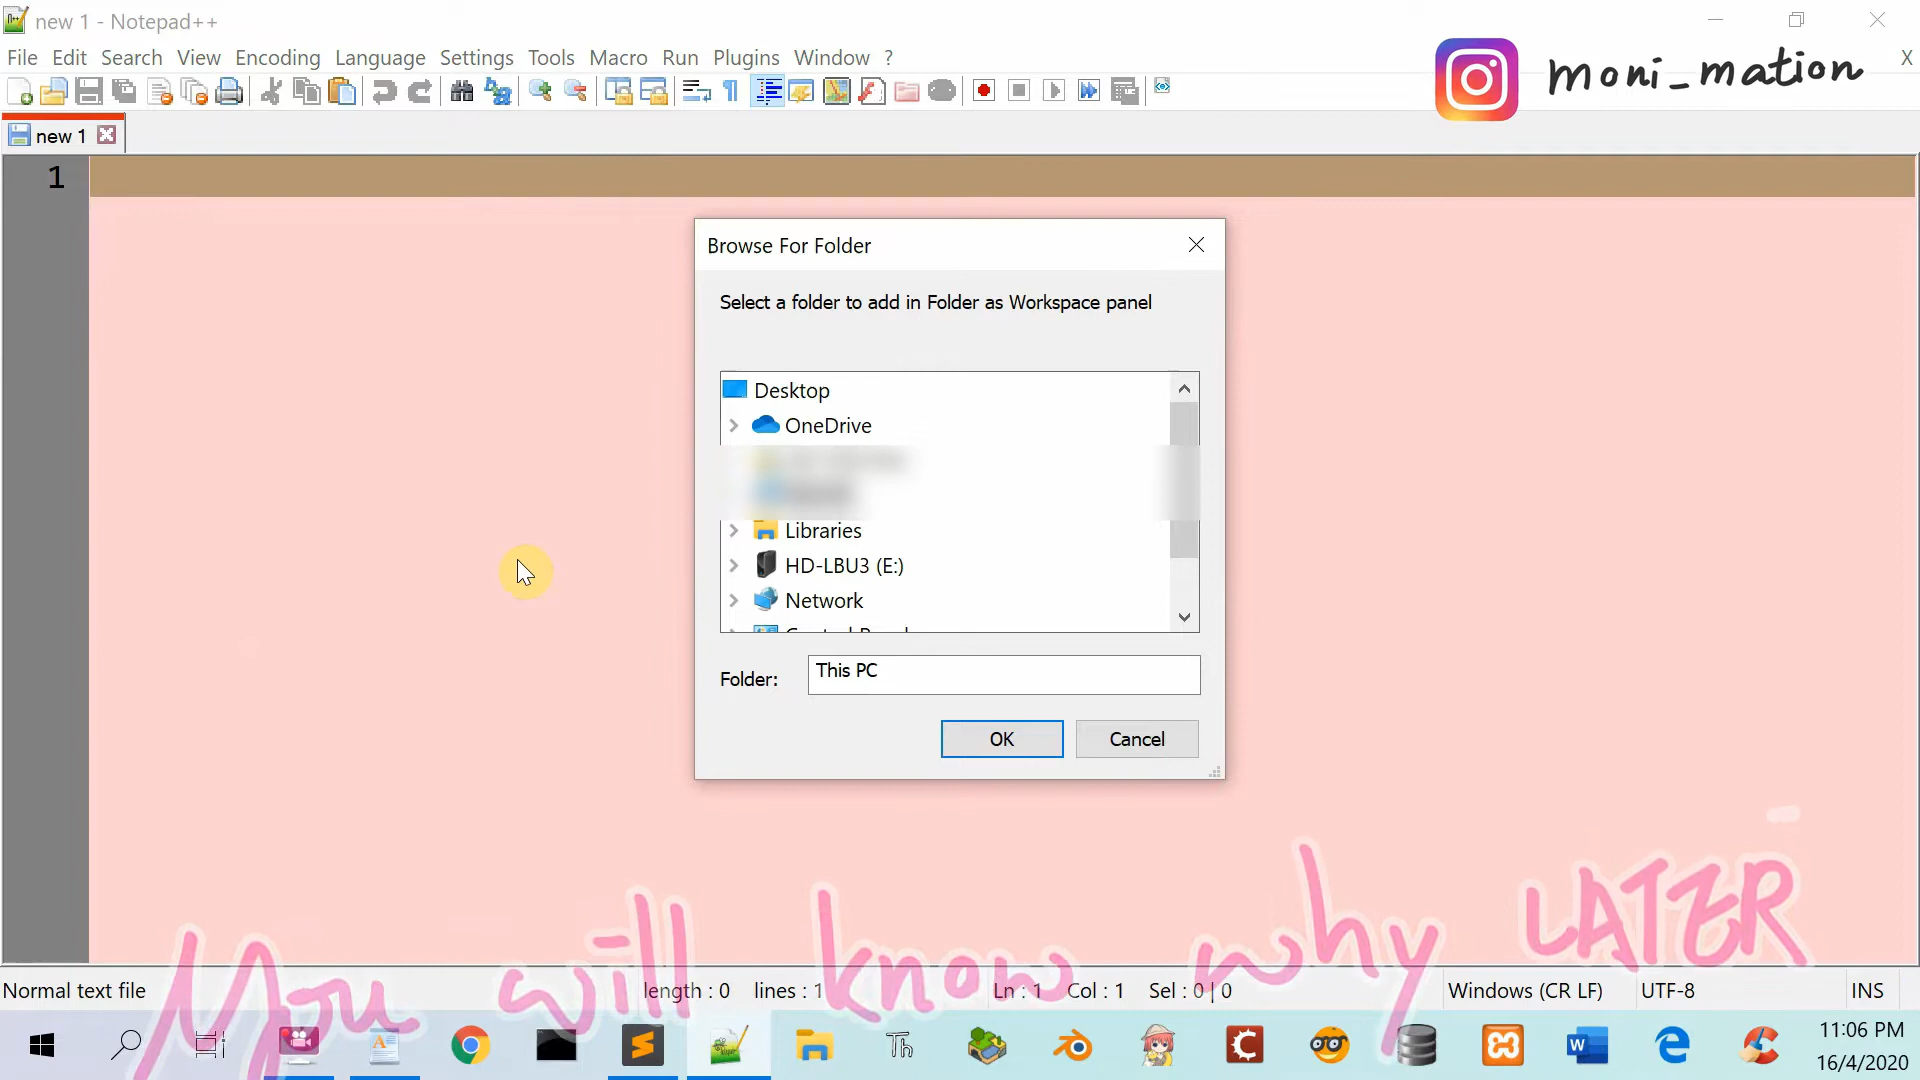 new 1 - Notepad++
File Edit Search View Encoding Language Settings Tools Macro Run Plugins Window ?
X
moni_mation
new 1
1
Browse For Folder
Select a folder to add in Folder as Workspace panel
Desktop
OneDrive
Libraries
HD-LBU3 (E:)
Network
Folder: This PC
OK Cancel
You will know why LATER
Normal text file length : 0 lines : 1 Ln : 1 Col : 1 Sel : 0 | 0 Windows (CR LF) UTF-8 INS
11:06 PM
16/4/2020